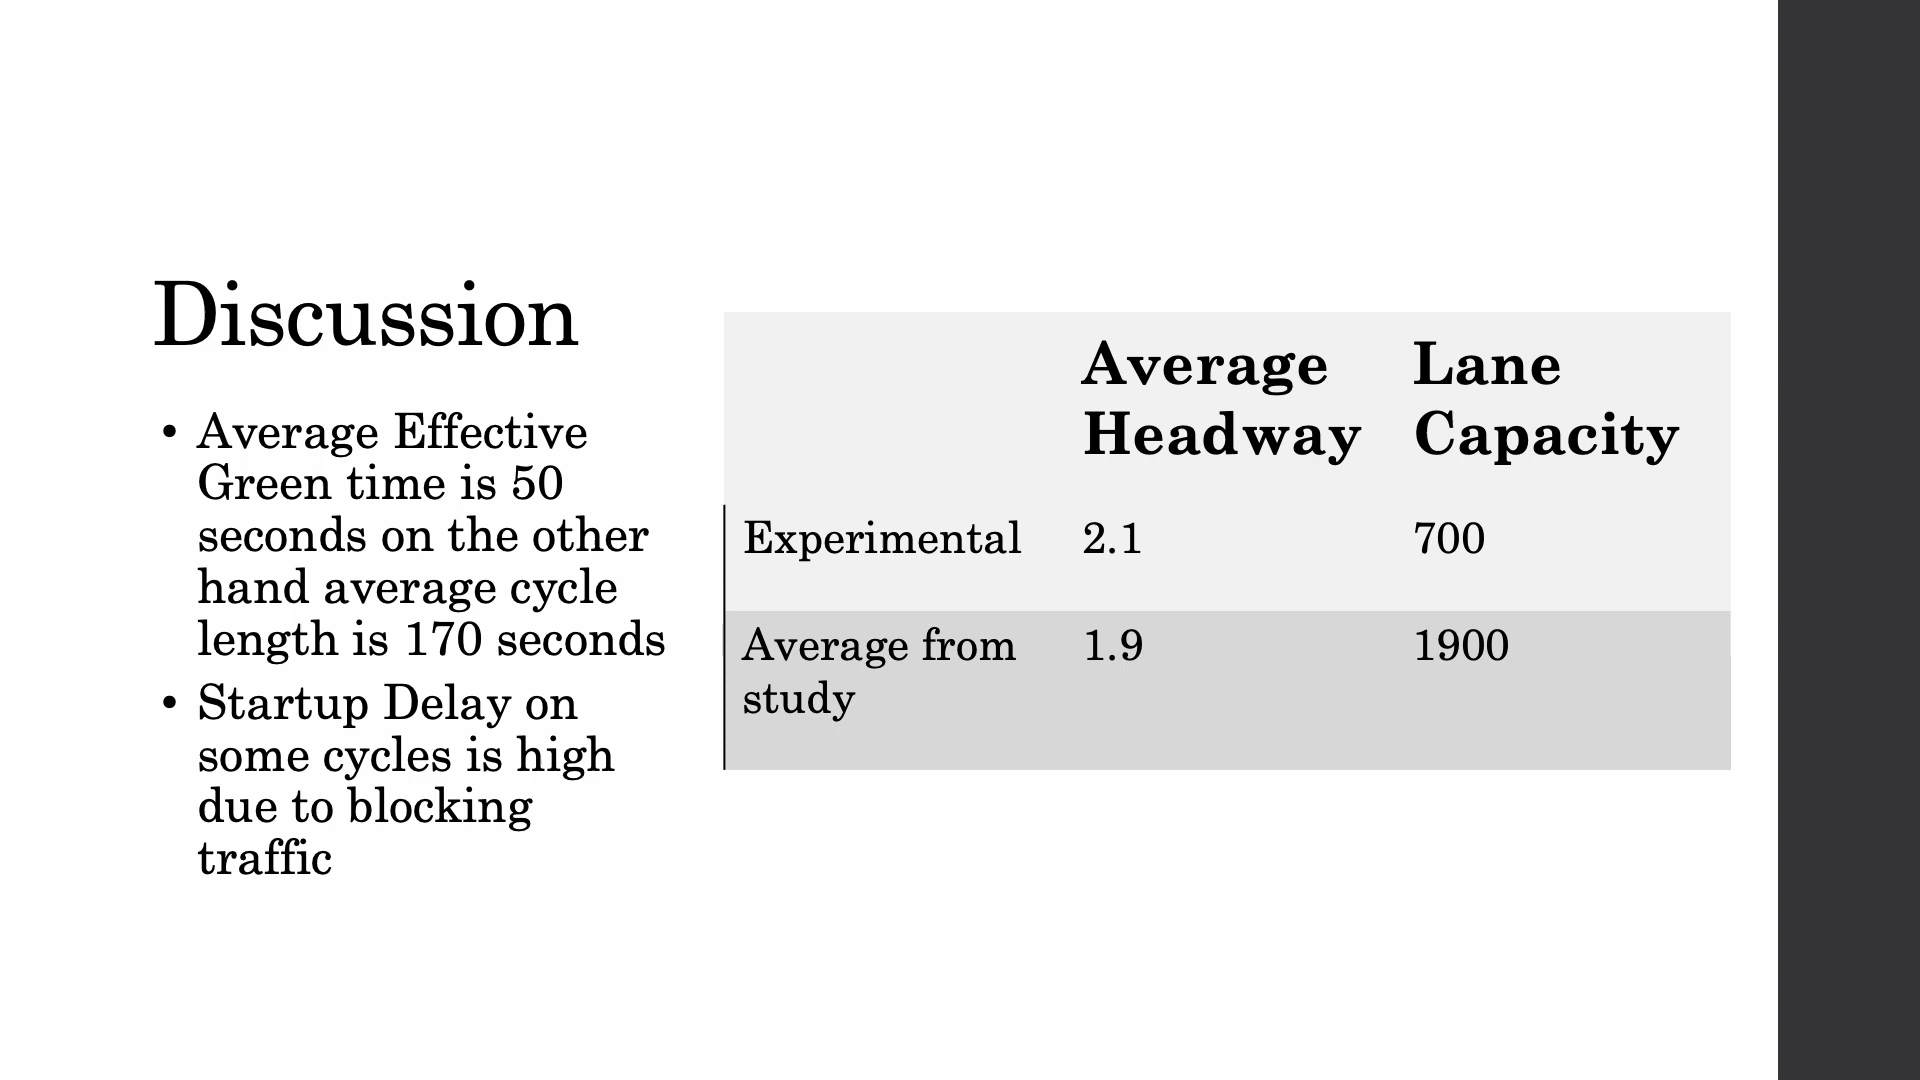 Discussion
• Average Effective
Green time is 50
seconds on the other
hand average cycle
length is 170 seconds
• Startup Delay on
some cycles is high
due to blocking
traffic
Average Headway Lane Capacity
Experimental 2.1 700
Average from study 1.9 1900